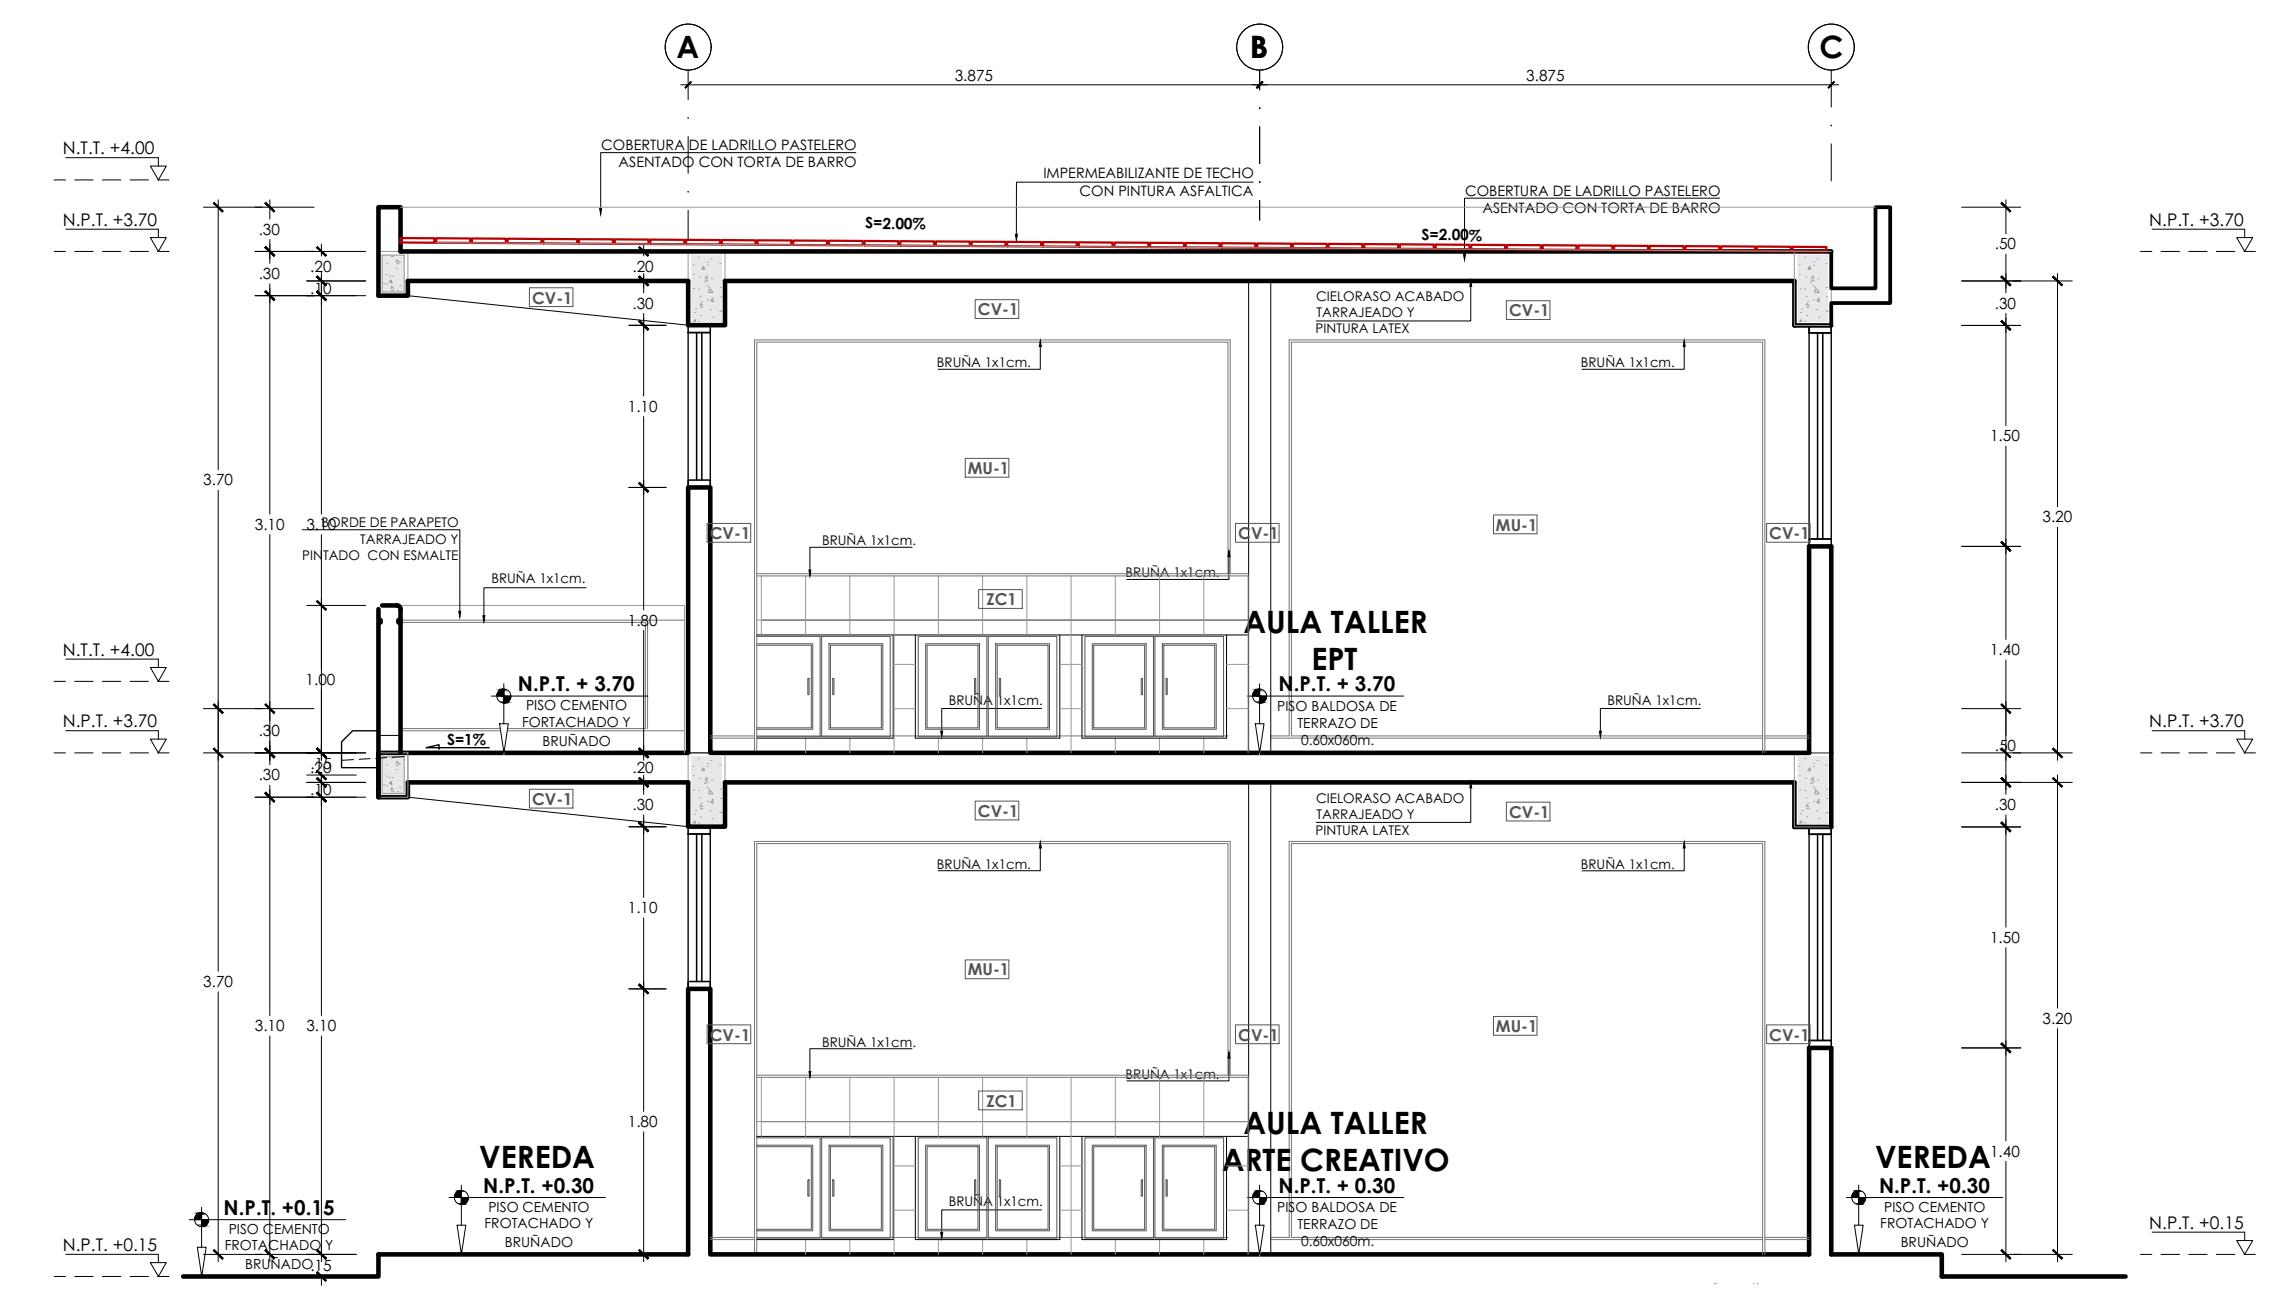 A
B
C
3.875
3.875
N.T.T. +4.00
COBERTURA DE LADRILLO PASTELERO
ASENTADO CON TORTA DE BARRO
IMPERMEABILIZANTE DE TECHO
CON PINTURA ASFALTICA
COBERTURA DE LADRILLO PASTELERO
ASENTADO CON TORTA DE BARRO
N.P.T. +3.70
N.P.T. +3.70
S=2.00%
S=2.00%
.30
.50
.20
.30
.20
.10
.30
.30
CV-1
CV-1
CIELORASO ACABADO
TARRAJEADO Y
PINTURA LATEX
CV-1
BRUÑA 1x1cm.
BRUÑA 1x1cm.
1.10
1.50
MU-1
3.70
3.10
3.10
3.20
BORDE DE PARAPETO
TARRAJEADO Y
PINTADO CON ESMALTE
MU-1
CV-1
CV-1
CV-1
BRUÑA 1x1cm.
BRUÑA 1x1cm.
BRUÑA 1x1cm.
ZC1
1.80
AULA TALLER
EPT
N.T.T. +4.00
1.40
1.00
N.P.T. + 3.70
PISO CEMENTO
FORTACHADO Y
BRUÑADO
N.P.T. + 3.70
PISO BALDOSA DE
TERRAZO DE
0.60x060m.
BRUÑA 1x1cm.
BRUÑA 1x1cm.
N.P.T. +3.70
N.P.T. +3.70
.30
S=1%
.50
.15
.20
.30
.10
.20
.30
.30
CV-1
CV-1
CIELORASO ACABADO
TARRAJEADO Y
PINTURA LATEX
CV-1
BRUÑA 1x1cm.
BRUÑA 1x1cm.
1.10
1.50
MU-1
3.70
3.10
3.10
3.20
MU-1
CV-1
CV-1
CV-1
BRUÑA 1x1cm.
BRUÑA 1x1cm.
ZC1
1.80
AULA TALLER
ARTE CREATIVO
1.40
VEREDA
N.P.T. +0.30
PISO CEMENTO
FROTACHADO Y
BRUÑADO
N.P.T. + 0.30
PISO BALDOSA DE
TERRAZO DE
0.60x060m.
BRUÑA 1x1cm.
VEREDA
N.P.T. +0.30
PISO CEMENTO
FROTACHADO Y
BRUÑADO
N.P.T. +0.15
PISO CEMENTO
FROTACHADO Y
BRUÑADO
.15
N.P.T. +0.15
N.P.T. +0.15